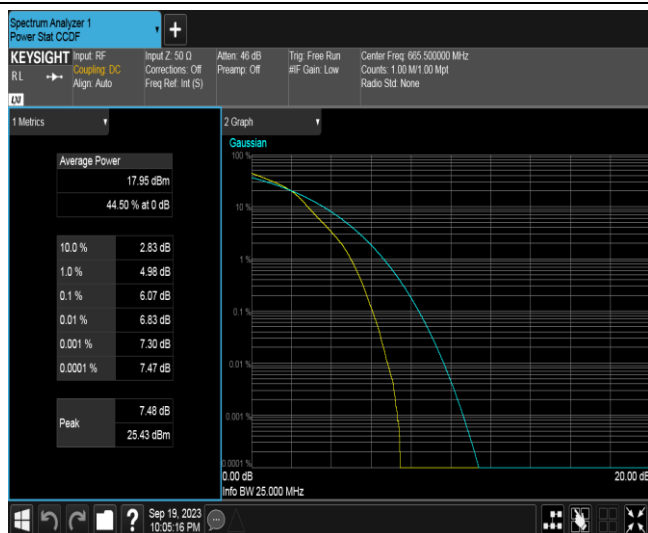 Spectrum Analyzer 1
Power Stat CCDF
+
KEYSIGHT
RL
LXI
Input: RF
Coupling: DC
Align: Auto
Input Z: 50 Ω
Corrections: Off
Freq Ref: Int (S)
Atten: 46 dB
Preamp: Off
Trig: Free Run
#IF Gain: Low
Center Freq: 665.500000 MHz
Counts: 1.00 M/1.00 Mpt
Radio Std: None
1 Metrics
Average Power
17.95 dBm
44.50 % at 0 dB
10.0 % 2.83 dB
1.0 % 4.98 dB
0.1 % 6.07 dB
0.01 % 6.83 dB
0.001 % 7.30 dB
0.0001 % 7.47 dB
Peak
7.48 dB
25.43 dBm
2 Graph
Gaussian
100 %
10 %
1 %
0.1 %
0.01 %
0.001 %
0.0001 %
0.00 dB 20.00 dB
Info BW 25.000 MHz
?
Sep 19, 2023
10:05:16 PM